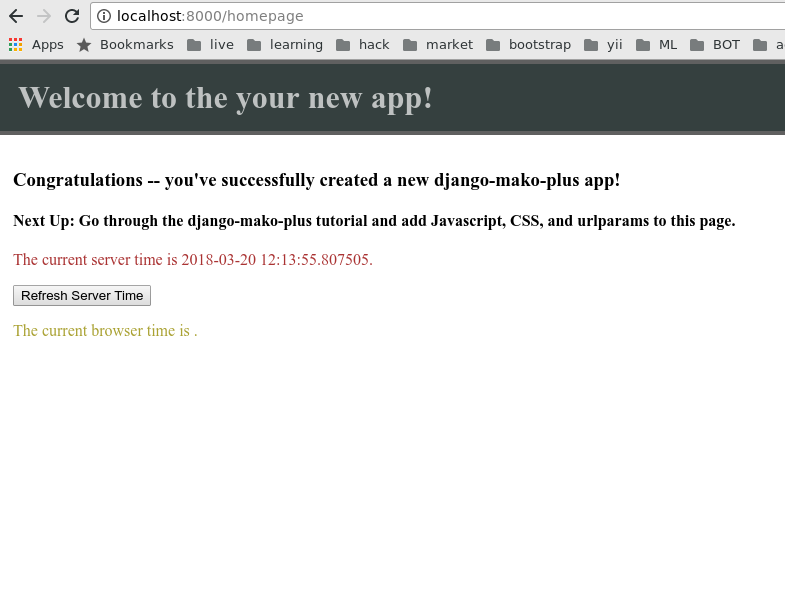 localhost:8000/homepage
Apps Bookmarks live learning hack market bootstrap yii ML BOT
Welcome to the your new app!
Congratulations -- you've successfully created a new django-mako-plus app!
Next Up: Go through the django-mako-plus tutorial and add Javascript, CSS, and urlparams to this page.
The current server time is 2018-03-20 12:13:55.807505.
Refresh Server Time
The current browser time is .